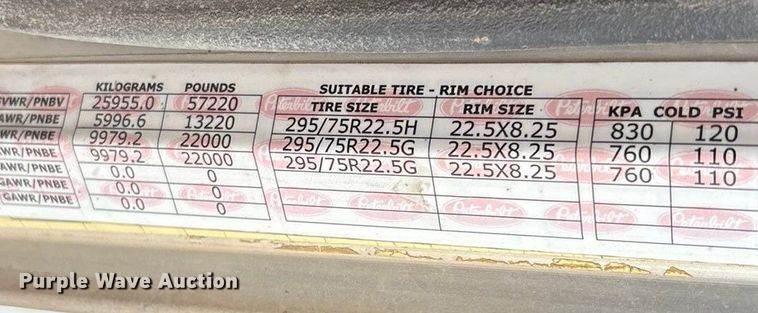 KILOGRAMS POUNDS SUITABLE TIRE - RIM CHOICE
TIRE SIZE RIM SIZE KPA COLD PSI
GVWR/PNBV 25955.0 57220
GAWR/PNBE 5996.6 13220 295/75R22.5H 22.5X8.25 830 120
GAWR/PNBE 9979.2 22000 295/75R22.5G 22.5X8.25 760 110
GAWR/PNBE 9979.2 22000 295/75R22.5G 22.5X8.25 760 110
GAWR/PNBE 0.0 0
GAWR/PNBE 0.0 0
GAWR/PNBE 0.0 0
Peterbilt
Purple Wave Auction